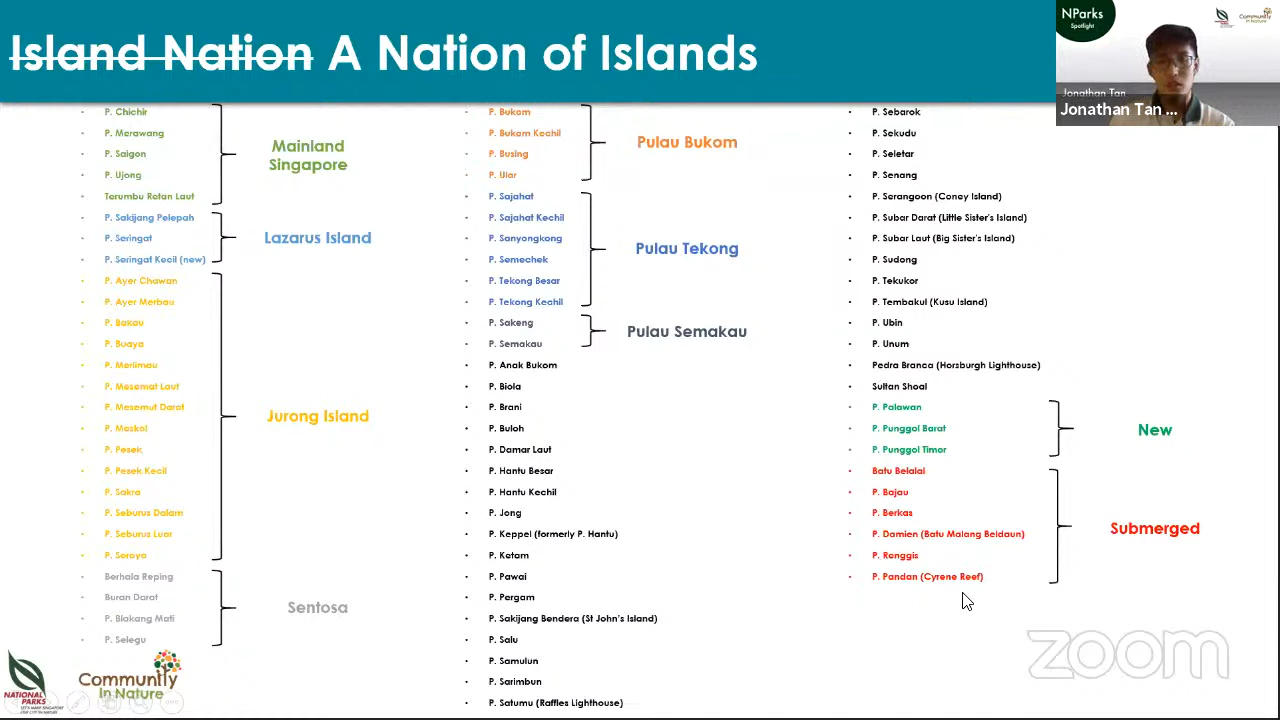 Island Nation A Nation of Islands
NParks
Spotlight
Community
In Nature
Jonathan Tan
Jonathan Tan ...
P. Chichir
P. Merawang
P. Saigon
P. Ujong
Terumbu Retan Laut
Mainland
Singapore
P. Sakijang Pelepah
P. Seringat
P. Seringat Kecil (new)
Lazarus Island
P. Ayer Chawan
P. Ayer Merbau
P. Bakau
P. Buaya
P. Merlimau
P. Mesemat Laut
P. Mesemut Darat
P. Meskol
P. Pesek
P. Pesek Kecil
P. Sakra
P. Seburus Dalam
P. Seburus Luar
P. Seraya
Jurong Island
Berhala Reping
Buran Darat
P. Blakang Mati
P. Selegu
Sentosa
P. Bukom
P. Bukom Kechil
P. Busing
P. Ular
Pulau Bukom
P. Sajahat
P. Sajahat Kechil
P. Sanyongkong
P. Semechek
P. Tekong Besar
P. Tekong Kechil
Pulau Tekong
P. Sakeng
P. Semakau
Pulau Semakau
P. Anak Bukom
P. Biola
P. Brani
P. Buloh
P. Damar Laut
P. Hantu Besar
P. Hantu Kechil
P. Jong
P. Keppel (formerly P. Hantu)
P. Ketam
P. Pawai
P. Pergam
P. Sakijang Bendera (St John's Island)
P. Salu
P. Samulun
P. Sarimbun
P. Satumu (Raffles Lighthouse)
P. Sebarok
P. Sekudu
P. Seletar
P. Senang
P. Serangoon (Coney Island)
P. Subar Darat (Little Sister's Island)
P. Subar Laut (Big Sister's Island)
P. Sudong
P. Tekukor
P. Tembakul (Kusu Island)
P. Ubin
P. Unum
Pedra Branca (Horsburgh Lighthouse)
Sultan Shoal
P. Palawan
P. Punggol Barat
P. Punggol Timor
New
Batu Belalai
P. Bajau
P. Berkas
P. Damien (Batu Malang Beldaun)
P. Renggis
P. Pandan (Cyrene Reef)
Submerged
NATIONAL
PARKS
Community
In Nature
zoom